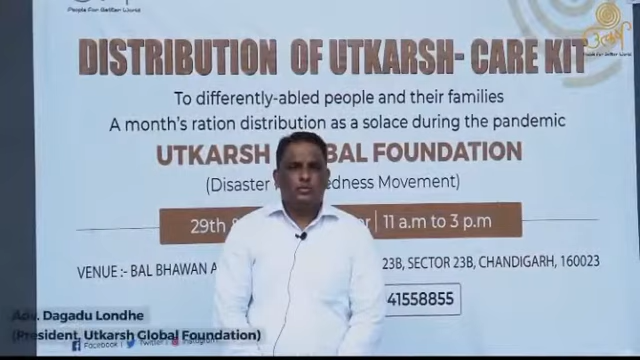 People For Better World
DISTRIBUTION OF UTKARSH- CARE KIT
To differently-abled people and their families
A month's ration distribution as a solace during the pandemic
UTKARSH BAL FOUNDATION
(Disaster edness Movement)
29th 11 a.m to 3 p.m
VENUE :- BAL BHAWAN 23B, SECTOR 23B, CHANDIGARH, 160023
41558855
Adv. Dagadu Londhe
(President, Utkarsh Global Foundation)
Facebook Twitter Instagram